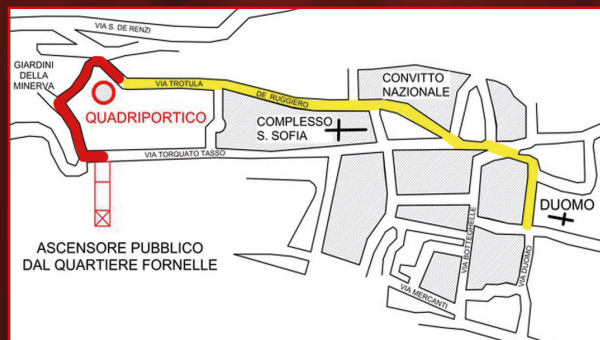 VIA S. DE RENZI
GIARDINI
DELLA
MINERVA
VIA TROTULA
DE RUGGIERO
CONVITTO
NAZIONALE
QUADRIPORTICO
COMPLESSO
S. SOFIA
VIA TORQUATO TASSO
DUOMO
VIA BOTTEGHELLE
VIA DUOMO
ASCENSORE PUBBLICO
DAL QUARTIERE FORNELLE
VIA MERCANTI